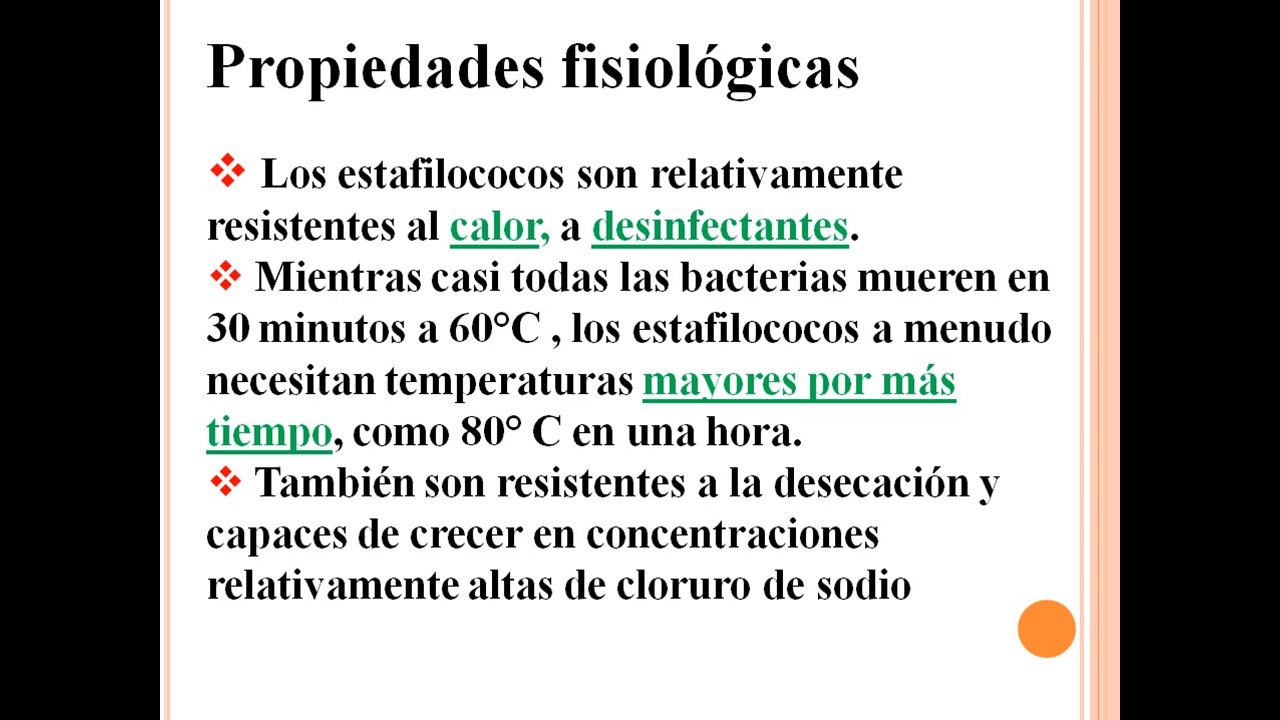 Propiedades fisiológicas
❖ Los estafilococos son relativamente
resistentes al calor, a desinfectantes.
❖ Mientras casi todas las bacterias mueren en
30 minutos a 60°C , los estafilococos a menudo
necesitan temperaturas mayores por más
tiempo, como 80° C en una hora.
❖ También son resistentes a la desecación y
capaces de crecer en concentraciones
relativamente altas de cloruro de sodio